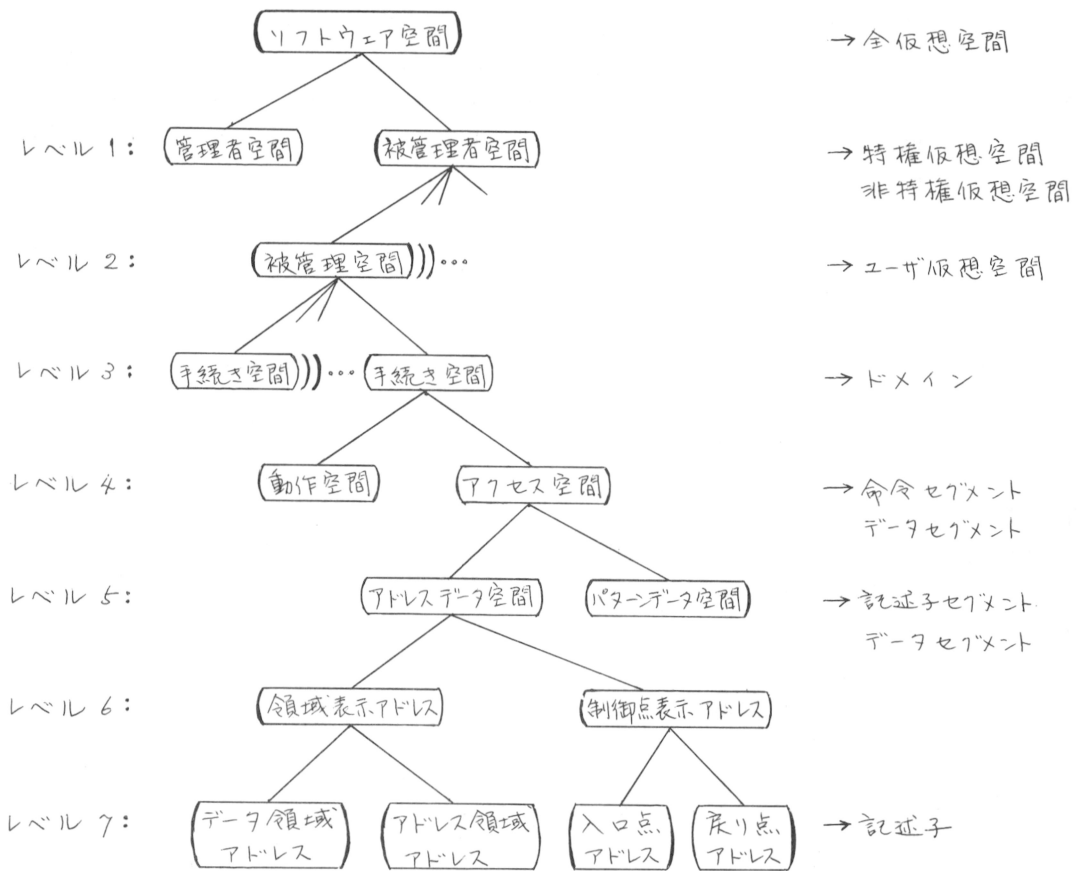 ソフトウェア空間 → 全仮想空間
レベル 1: 管理者空間 被管理者空間 → 特権仮想空間
非特権仮想空間
レベル 2: 被管理空間 ))) ・・・ → ユーザ仮想空間
レベル 3: 手続き空間 ))) ・・・ 手続き空間 → ドメイン
レベル 4: 動作空間 アクセス空間 → 命令セグメント
データセグメント
レベル 5: アドレスデータ空間 パターンデータ空間 → 記述子セグメント
データセグメント
レベル 6: 領域表示アドレス 制御点表示アドレス
レベル 7: データ領域 アドレス領域 入口点 戻り点 → 記述子
アドレス アドレス アドレス アドレス